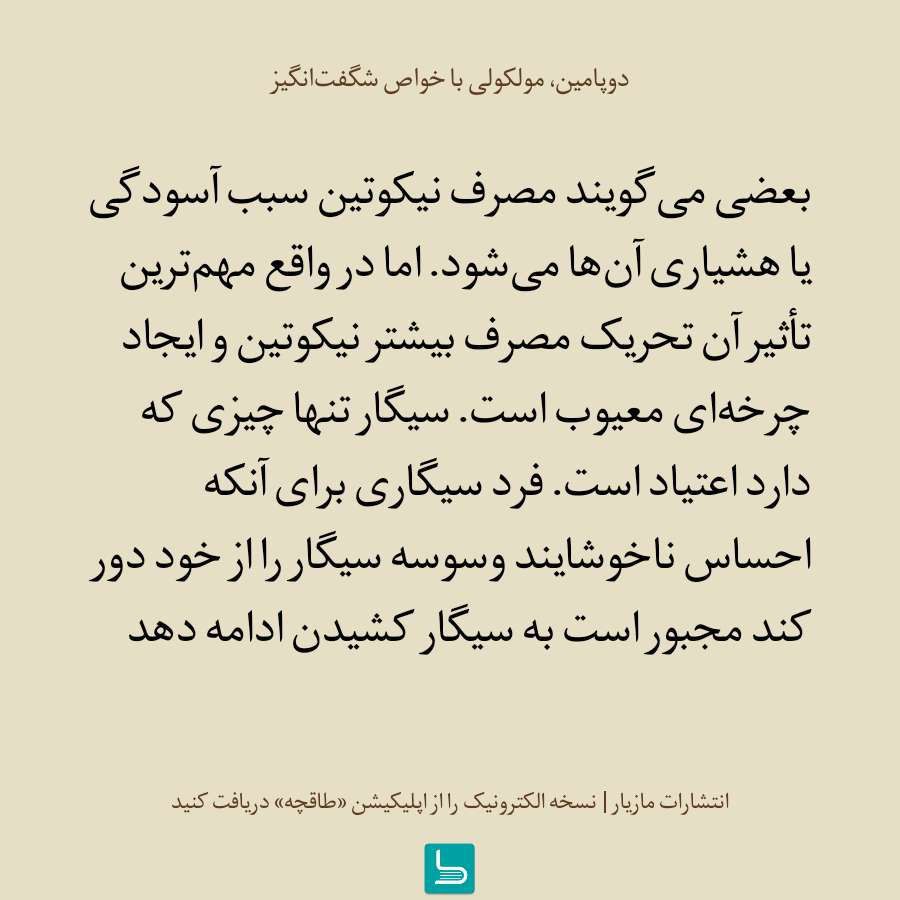 دوپامین، مولکولی با خواص شگفت‌انگیز
بعضی می‌گویند مصرف نیکوتین سبب آسودگی
یا هشیاری آن‌ها می‌شود. اما در واقع مهم‌ترین
تأثیر آن تحریک مصرف بیشتر نیکوتین و ایجاد
چرخه‌ای معیوب است. سیگار تنها چیزی که
دارد اعتیاد است. فرد سیگاری برای آنکه
احساس ناخوشایند وسوسه سیگار را از خود دور
کند مجبور است به سیگار کشیدن ادامه دهد
انتشارات مازیار | نسخه الکترونیک را از اپلیکیشن «طاقچه» دریافت کنید